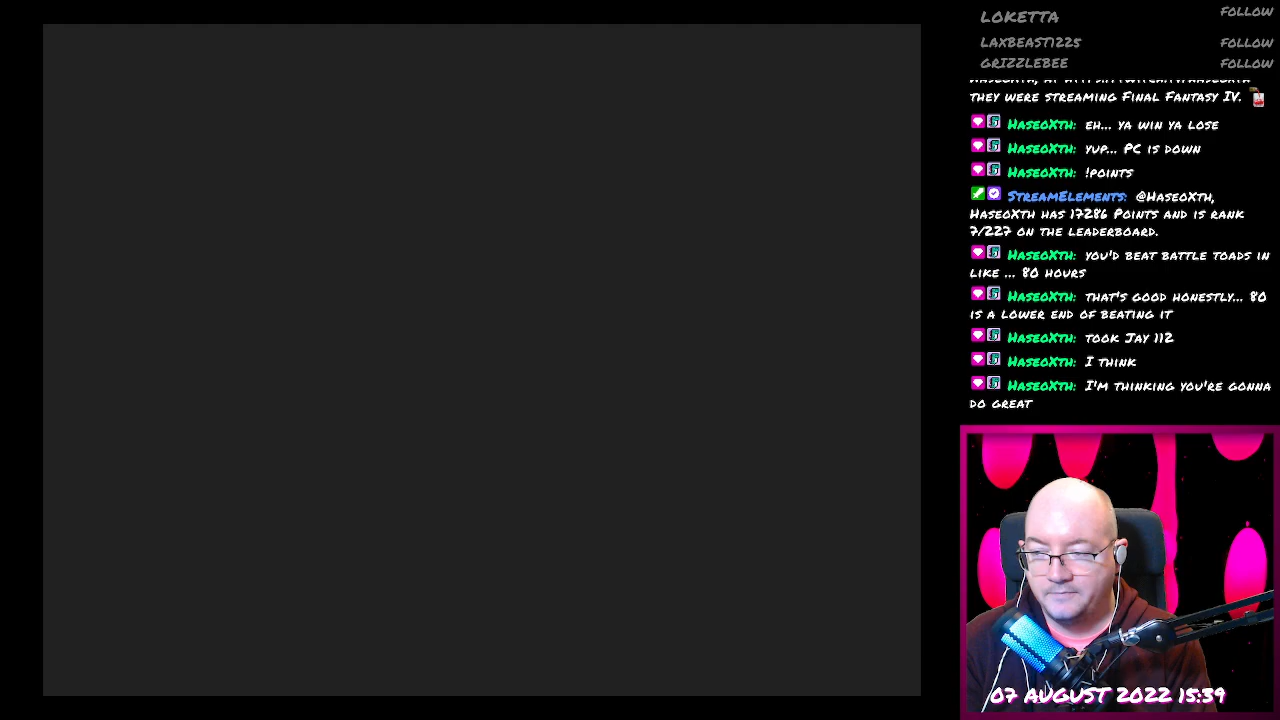 LOKETTA FOLLOW
LAXBEAST1225 FOLLOW
GRIZZLEBEE FOLLOW
THEY WERE STREAMING FINAL FANTASY IV.
HASEOXTH: EH... YA WIN YA LOSE
HASEOXTH: YUP... PC IS DOWN
HASEOXTH: !POINTS
STREAMELEMENTS: @HASEOXTH,
HASEOXTH HAS 17286 POINTS AND IS RANK
7/227 ON THE LEADERBOARD.
HASEOXTH: YOU'D BEAT BATTLE TOADS IN
LIKE ... 80 HOURS
HASEOXTH: THAT'S GOOD HONESTLY... 80
IS A LOWER END OF BEATING IT
HASEOXTH: TOOK JAY 112
HASEOXTH: I THINK
HASEOXTH: I'M THINKING YOU'RE GONNA
DO GREAT
07 AUGUST 2022 15:39